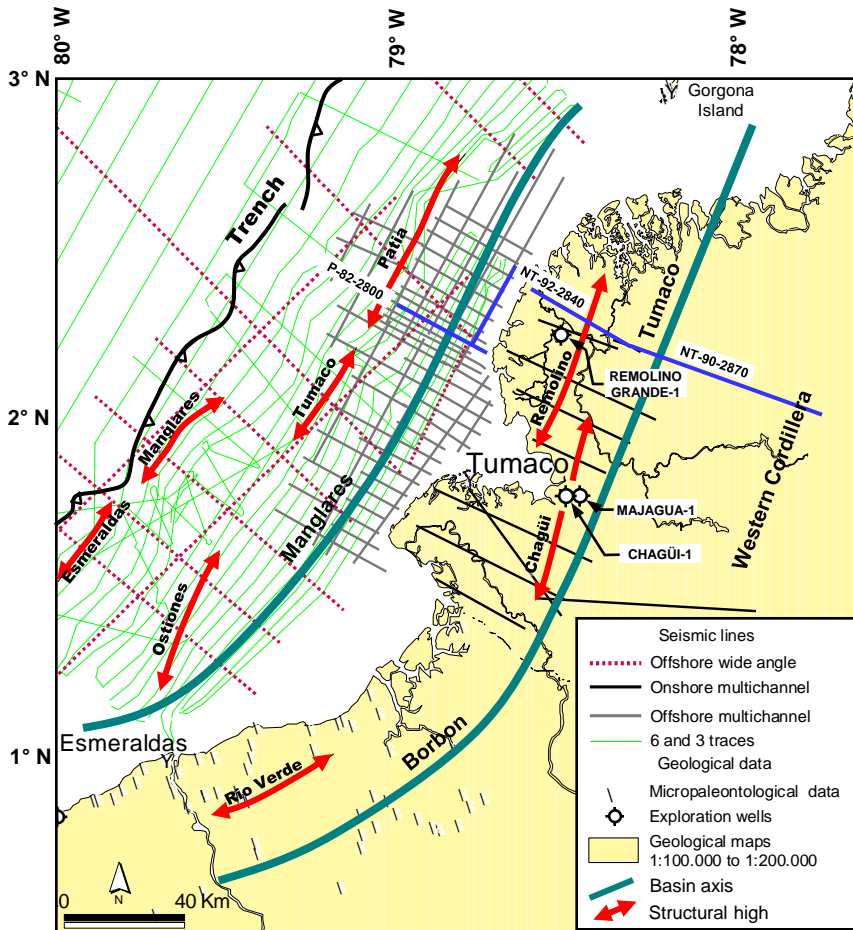 80° W
79° W
78° W
3° N
Gorgona
Island
Trench
Patia
P-82-2800
NT-92-2840
Tumaco
NT-90-2870
REMOLINO
GRANDE-1
Remolino
2° N
Manglares
Tumaco
Tumaco
Western Cordillera
MAJAGUA-1
CHAGÜI-1
Chagüi
Manglares
Esmeraldas
Ostiones
1° N
Esmeraldas
Borbon
Rio Verde
Seismic lines
Offshore wide angle
Onshore multichannel
Offshore multichannel
6 and 3 traces
Geological data
Micropaleontological data
Exploration wells
Geological maps
1:100.000 to 1:200.000
Basin axis
Structural high
N
0 40 Km